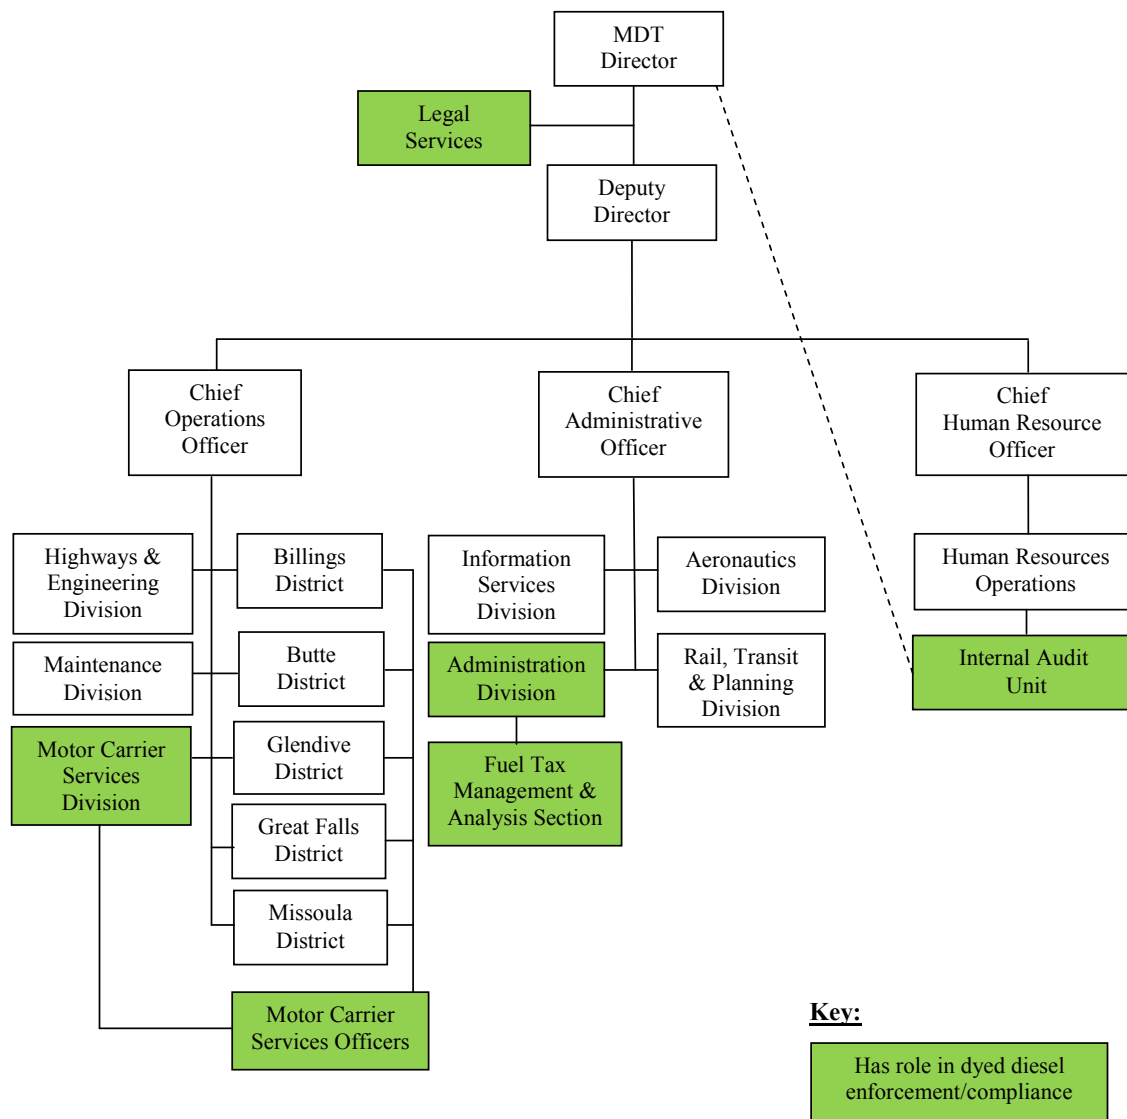 MDT
Director
Legal
Services
Deputy
Director
Chief
Operations
Officer
Chief
Administrative
Officer
Chief
Human Resource
Officer
Highways &
Engineering
Division
Billings
District
Information
Services
Division
Aeronautics
Division
Human Resources
Operations
Maintenance
Division
Butte
District
Administration
Division
Rail, Transit
& Planning
Division
Internal Audit
Unit
Motor Carrier
Services
Division
Glendive
District
Fuel Tax
Management &
Analysis Section
Great Falls
District
Missoula
District
Motor Carrier
Services Officers
Key:
Has role in dyed diesel
enforcement/compliance